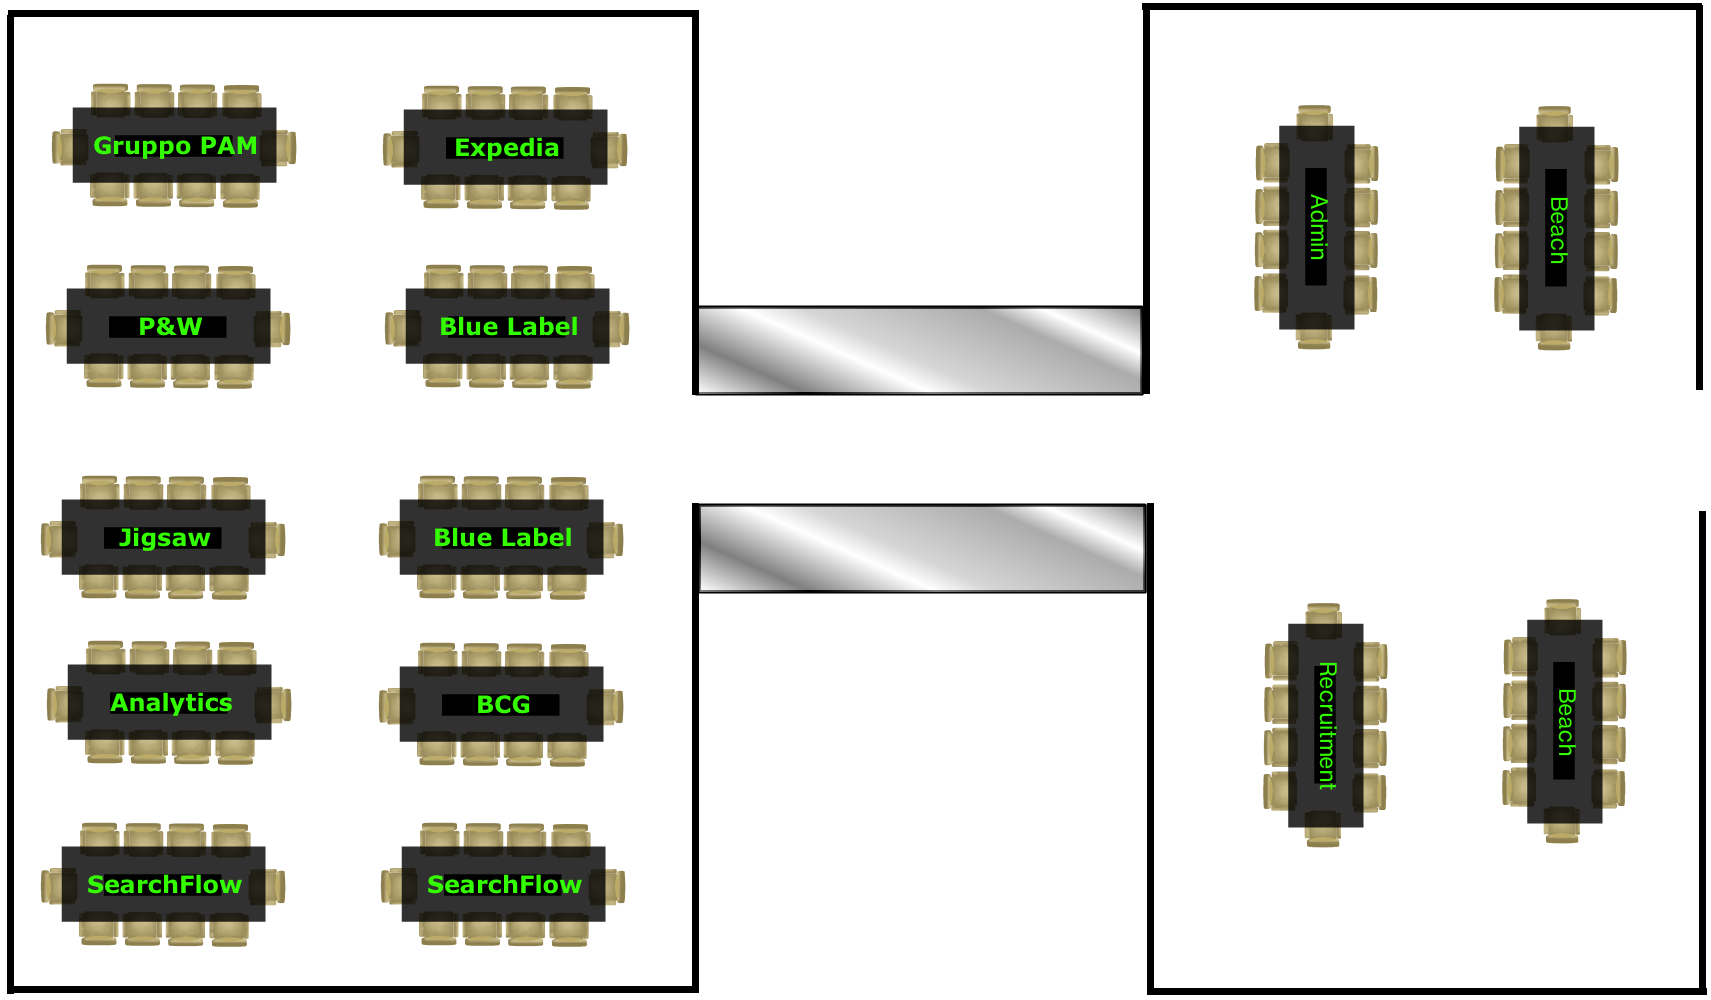 Gruppo PAM
Expedia
P&W
Blue Label
Jigsaw
Blue Label
Analytics
BCG
SearchFlow
SearchFlow
Admin
Beach
Recruitment
Beach